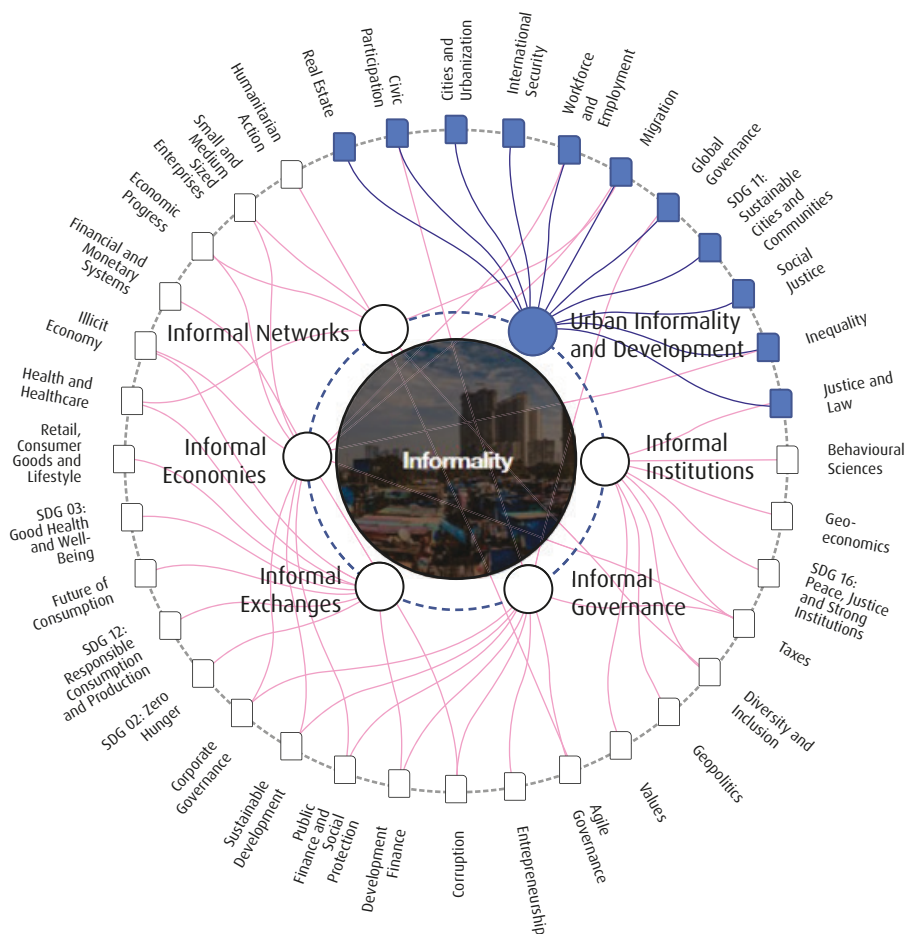 Real Estate
Civic
Participation
Cities and
Urbanization
International
Security
Workforce
and
Employment
Migration
Global
Governance
SDG 11:
Sustainable
Cities and
Communities
Social
Justice
Inequality
Justice and
Law
Behavioural
Sciences
Geo-
economics
SDG 16:
Peace, Justice
and Strong
Institutions
Taxes
Diversity and
Inclusion
Geopolitics
Values
Agile
Governance
Entrepreneurship
Corruption
Development
Finance
Public
Finance and
Social
Protection
Sustainable
Development
Corporate
Governance
SDG 02: Zero
Hunger
SDG 12:
Responsible
Consumption
and Production
Future of
Consumption
SDG 03:
Good Health
and Well-
Being
Retail,
Consumer
Goods and
Lifestyle
Health and
Healthcare
Illicit
Economy
Financial and
Monetary
Systems
Economic
Progress
Small and
Medium
Sized
Enterprises
Humanitarian
Action
Informal Networks
Urban Informality
and Development
Informal
Economies
Informality
Informal
Institutions
Informal
Exchanges
Informal
Governance